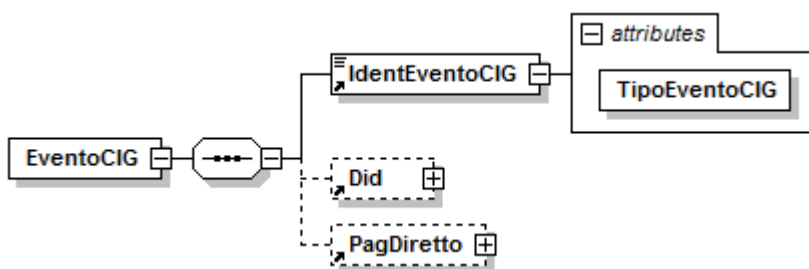 attributes
IdentEventoCIG
TipoEventoCIG
EventoCIG
Did
PagDiretto